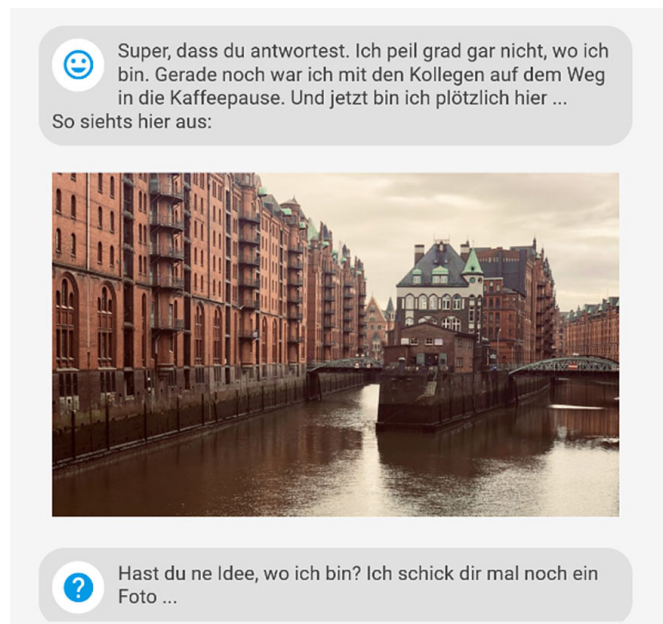 Super, dass du antwortest. Ich peil grad gar nicht, wo ich
bin. Gerade noch war ich mit den Kollegen auf dem Weg
in die Kaffeepause. Und jetzt bin ich plötzlich hier ...
So siehts hier aus:
Hast du ne Idee, wo ich bin? Ich schick dir mal noch ein
Foto ...